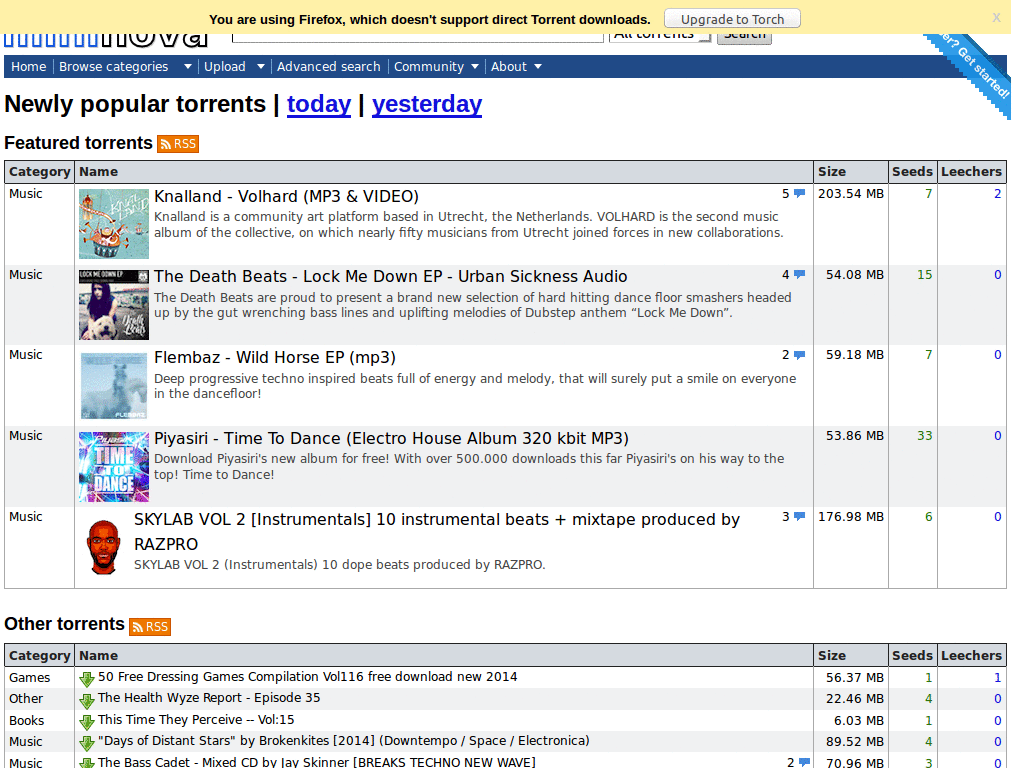 You are using Firefox, which doesn't support direct Torrent downloads. Upgrade to Torch X
mininova All torrents Search
Home Browse categories Upload Advanced search Community About
er? Get started!
Newly popular torrents | today | yesterday
Featured torrents RSS
Category Name Size Seeds Leechers
Music Knalland - Volhard (MP3 & VIDEO) 5 203.54 MB 7 2
Knalland is a community art platform based in Utrecht, the Netherlands. VOLHARD is the second music
album of the collective, on which nearly fifty musicians from Utrecht joined forces in new collaborations.
LOCK ME DOWN EP
Music The Death Beats - Lock Me Down EP - Urban Sickness Audio 4 54.08 MB 15 0
The Death Beats are proud to present a brand new selection of hard hitting dance floor smashers headed
up by the gut wrenching bass lines and uplifting melodies of Dubstep anthem “Lock Me Down”.
Music Flembaz - Wild Horse EP (mp3) 2 59.18 MB 7 0
Deep progressive techno inspired beats full of energy and melody, that will surely put a smile on everyone
in the dancefloor!
FLEMBAZ
Music Piyasiri - Time To Dance (Electro House Album 320 kbit MP3) 53.86 MB 33 0
Download Piyasiri's new album for free! With over 500.000 downloads this far Piyasiri's on his way to the
top! Time to Dance!
TIME
TO
DANCE
Music SKYLAB VOL 2 [Instrumentals] 10 instrumental beats + mixtape produced by 3 176.98 MB 6 0
RAZPRO
SKYLAB VOL 2 (Instrumentals) 10 dope beats produced by RAZPRO.
Other torrents RSS
Category Name Size Seeds Leechers
Games 50 Free Dressing Games Compilation Vol116 free download new 2014 56.37 MB 1 1
Other The Health Wyze Report - Episode 35 22.46 MB 4 0
Books This Time They Perceive -- Vol:15 6.03 MB 1 0
Music "Days of Distant Stars" by Brokenkites [2014] (Downtempo / Space / Electronica) 89.52 MB 4 0
Music The Bass Cadet - Mixed CD by Jay Skinner [BREAKS TECHNO NEW WAVE] 2 70.96 MB 3 0